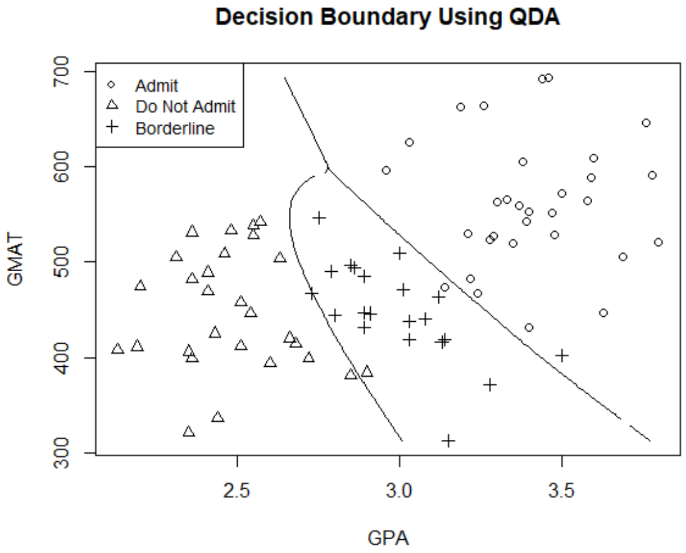 Decision Boundary Using QDA
Admit
Do Not Admit
Borderline
700
600
500
400
300
GMAT
2.5 3.0 3.5
GPA